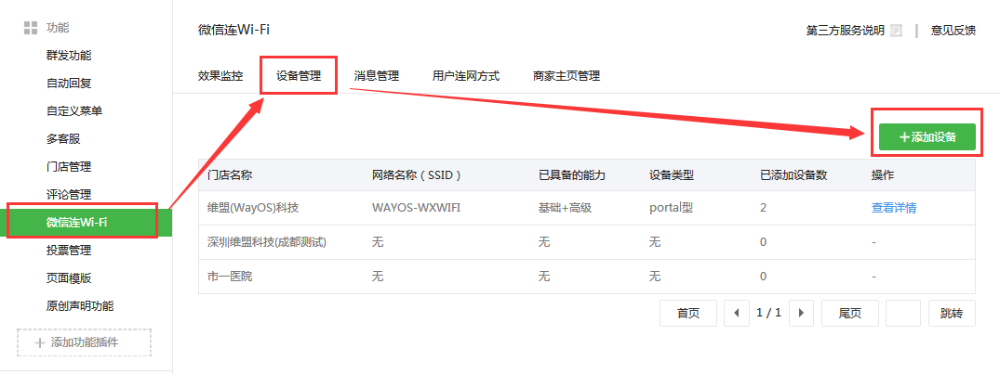 功能
群发功能
自动回复
自定义菜单
多客服
门店管理
评论管理
微信连Wi-Fi
投票管理
页面模版
原创声明功能
添加功能插件
微信连Wi-Fi
第三方服务说明 | 意见反馈
效果监控 设备管理 消息管理 用户连网方式 商家主页管理
+添加设备
门店名称 网络名称（SSID） 已具备的能力 设备类型 已添加设备数 操作
维盟(WayOS)科技 WAYOS-WXWIFI 基础+高级 portal型 2 查看详情
深圳维盟科技(成都测试) 无 无 无 0 -
市一医院 无 无 无 0 -
首页 1 / 1 尾页 跳转